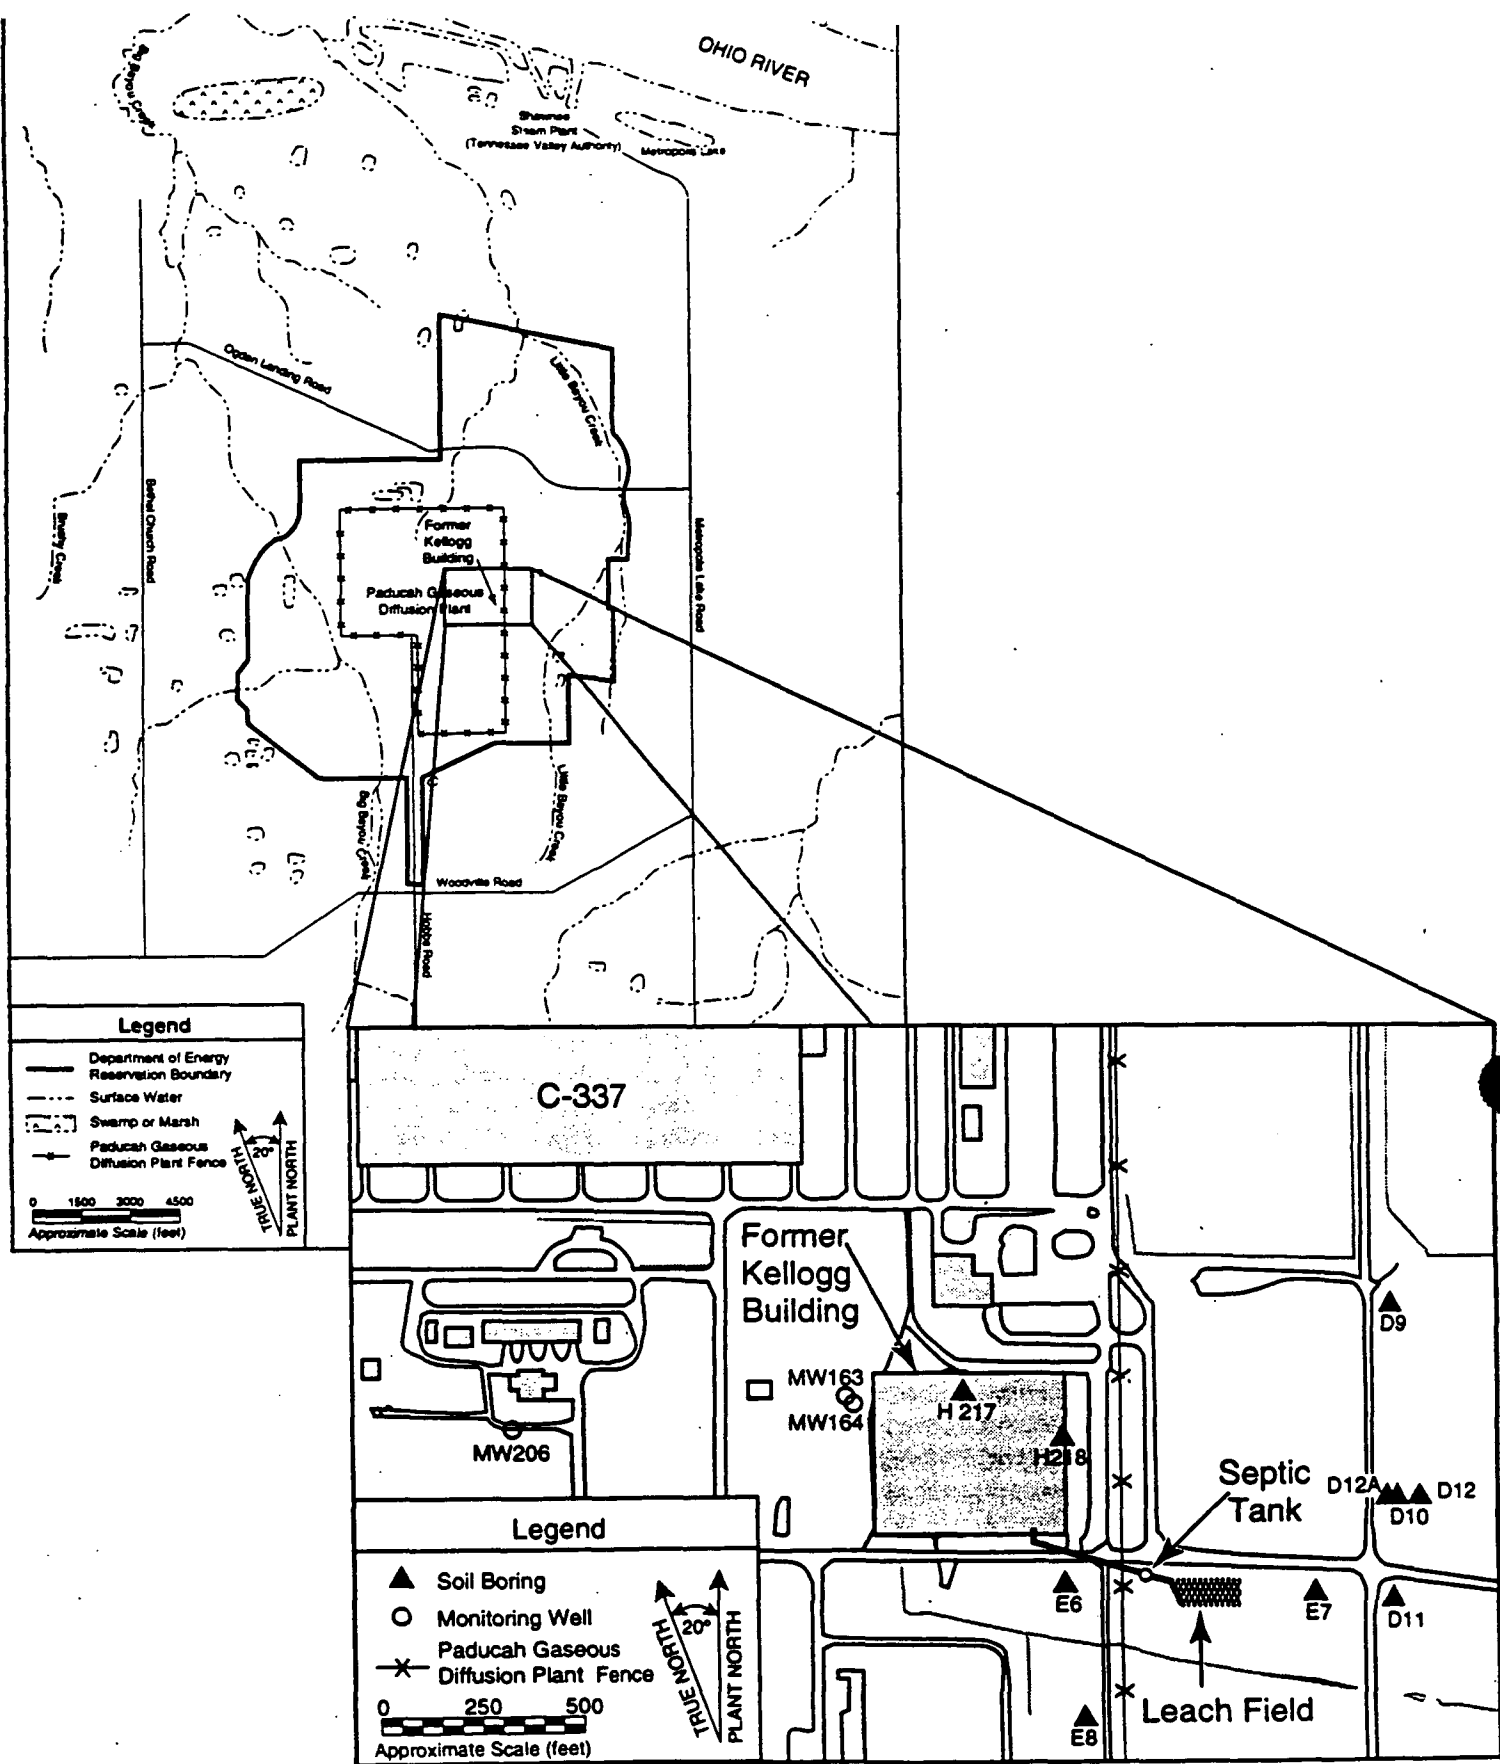 OHIO RIVER
Big Bayou Creek
Shawnee
Steam Plant
(Tennessee Valley Authority)
Metropolis Lake
Ogden Landing Road
Little Bayou Creek
Bethel Church Road
Brushy Creek
Former
Kellogg
Building
Metropolis Lake Road
Paducah Gaseous
Diffusion Plant
Big Bayou Creek
Little Bayou Creek
Woodville Road
Hobbs Road
Legend
Department of Energy
Reservation Boundary
Surface Water
Swamp or Marsh
Paducah Gaseous
Diffusion Plant Fence
20°
TRUE NORTH
PLANT NORTH
0 1500 3000 4500
Approximate Scale (feet)
C-337
Former
Kellogg
Building
D9
MW163
MW164
H 217
H218
MW206
Septic
Tank
D12A
D12
D10
E6
E7
D11
Leach Field
E8
Legend
Soil Boring
Monitoring Well
Paducah Gaseous
Diffusion Plant Fence
20°
TRUE NORTH
PLANT NORTH
0 250 500
Approximate Scale (feet)